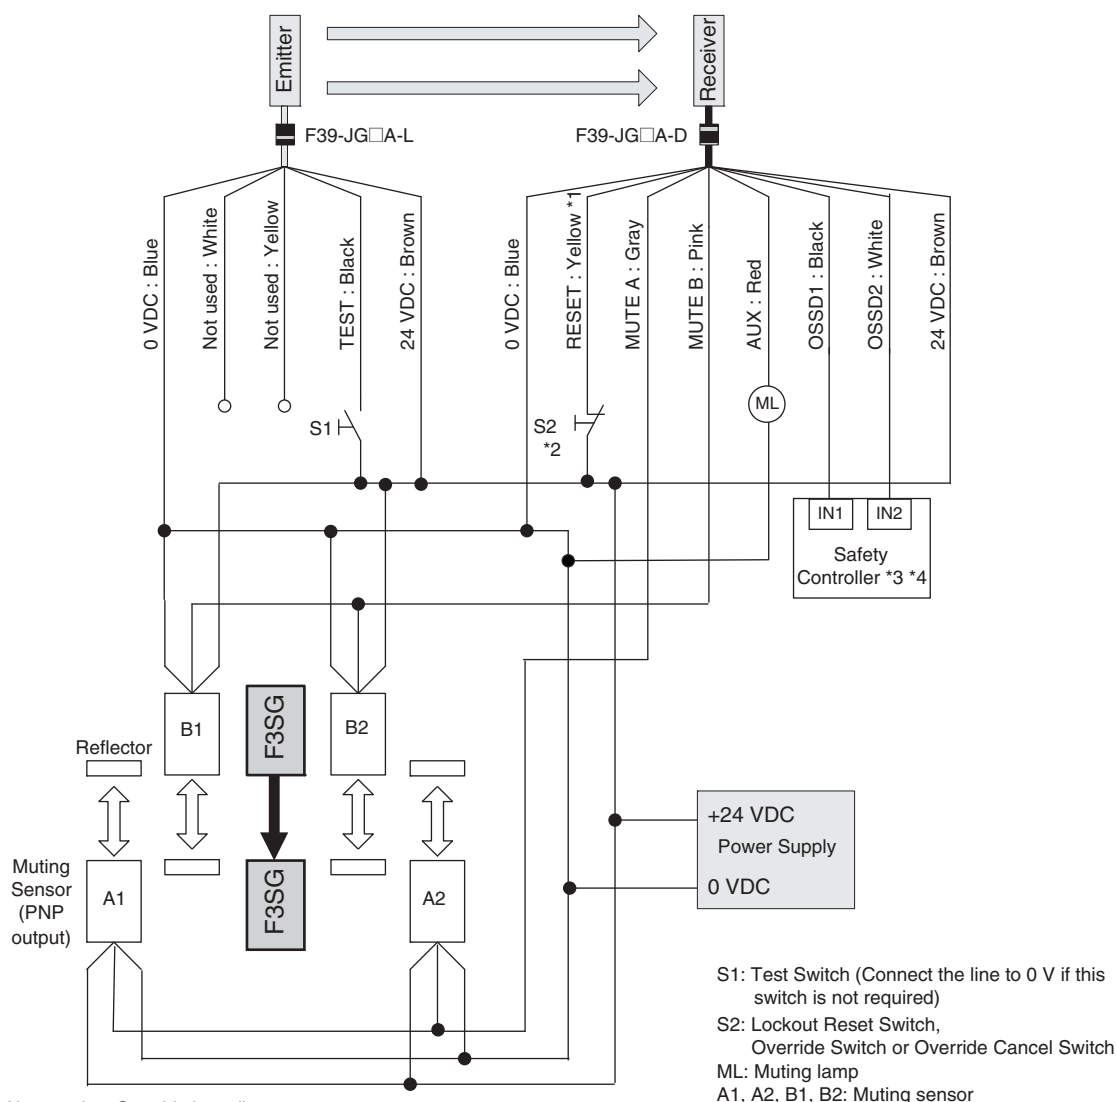 Emitter
Receiver
F39-JG□A-L
F39-JG□A-D
0 VDC : Blue
Not used : White
Not used : Yellow
TEST : Black
24 VDC : Brown
0 VDC : Blue
RESET : Yellow *1
MUTE A : Gray
MUTE B : Pink
AUX : Red
OSSD1 : Black
OSSD2 : White
24 VDC : Brown
S1
S2
*2
ML
IN1
IN2
Safety
Controller *3 *4
B1
F3SG
B2
Reflector
Muting
Sensor
(PNP
output)
A1
F3SG
A2
+24 VDC
Power Supply
0 VDC
S1: Test Switch (Connect the line to 0 V if this
switch is not required)
S2: Lockout Reset Switch,
Override Switch or Override Cancel Switch
ML: Muting lamp
A1, A2, B1, B2: Muting sensor